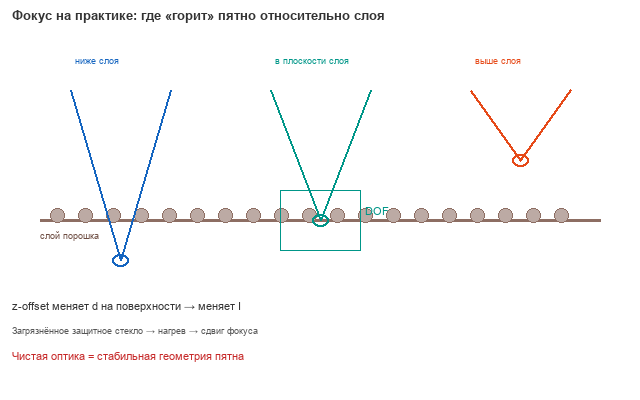 Фокус на практике: где «горит» пятно относительно слоя
ниже слоя
в плоскости слоя
выше слоя
DOF
слой порошка
z-offset меняет d на поверхности → меняет I
Загрязнённое защитное стекло → нагрев → сдвиг фокуса
Чистая оптика = стабильная геометрия пятна